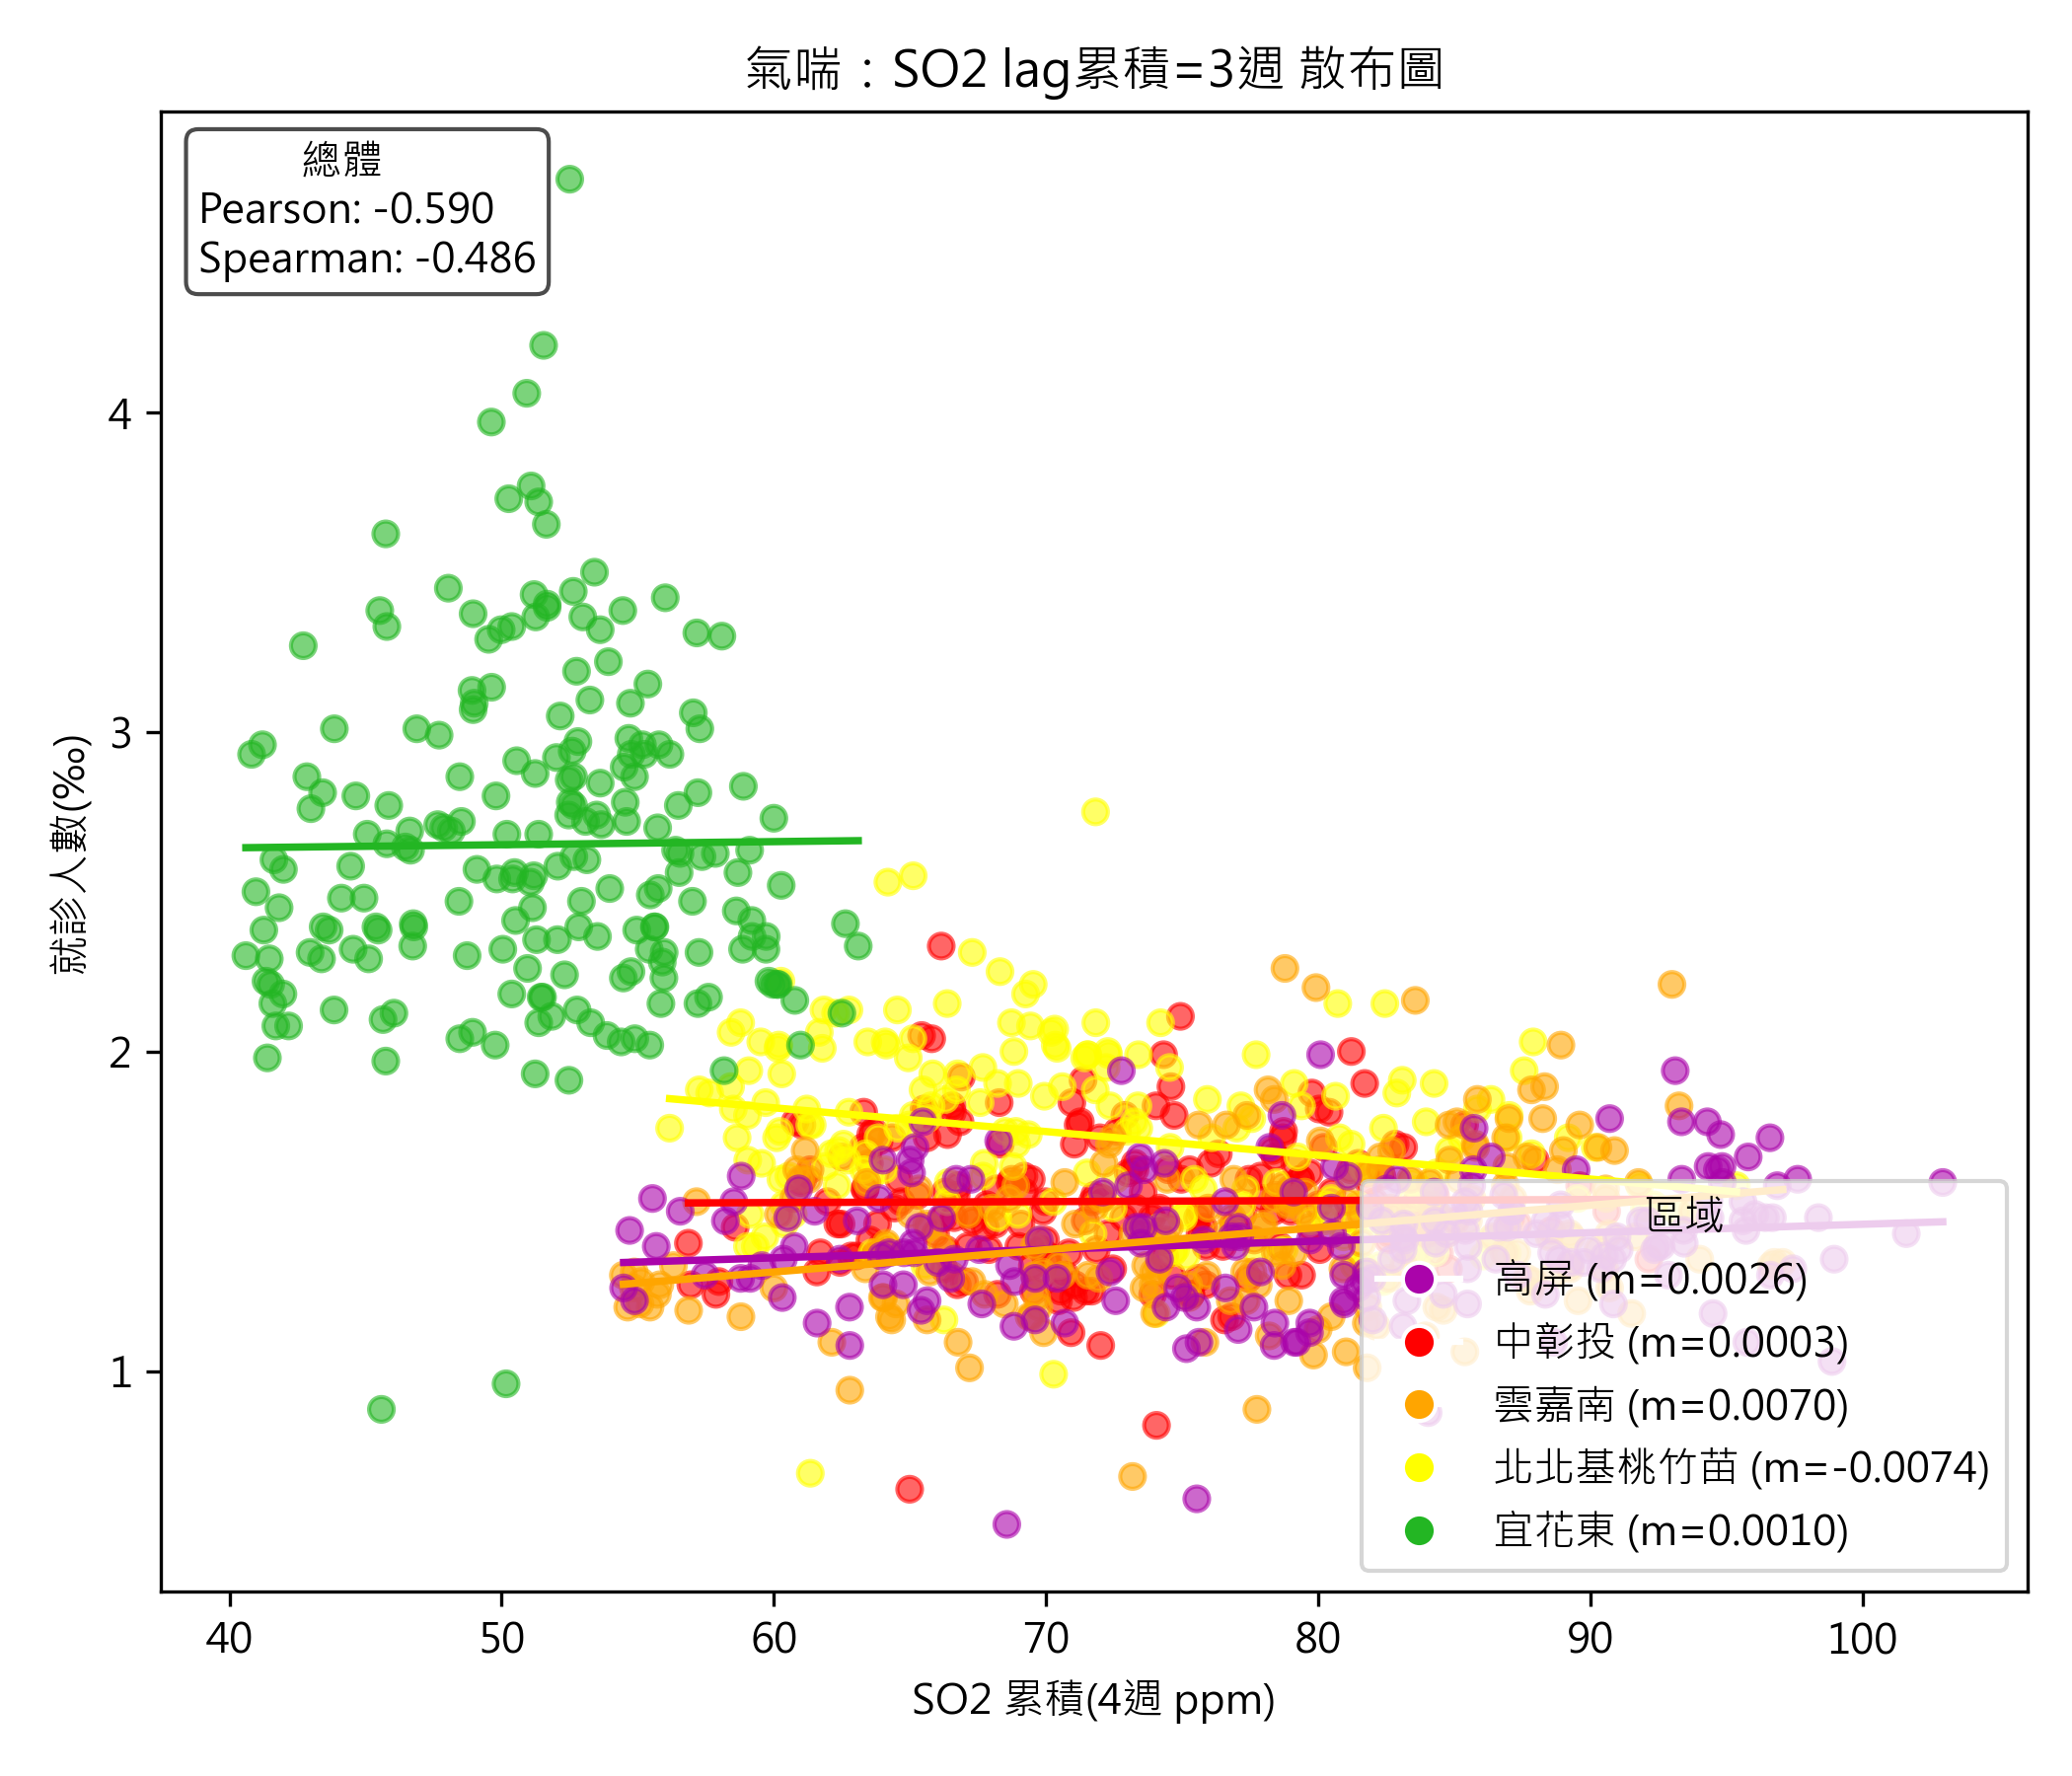 氣喘：SO2 lag累積=3週 散布圖
總體
Pearson: -0.590
Spearman: -0.486
就診人數(‰)
4
3
2
1
區域
高屏 (m=0.0026)
中彰投 (m=0.0003)
雲嘉南 (m=0.0070)
北北基桃竹苗 (m=-0.0074)
宜花東 (m=0.0010)
40 50 60 70 80 90 100
SO2 累積(4週 ppm)